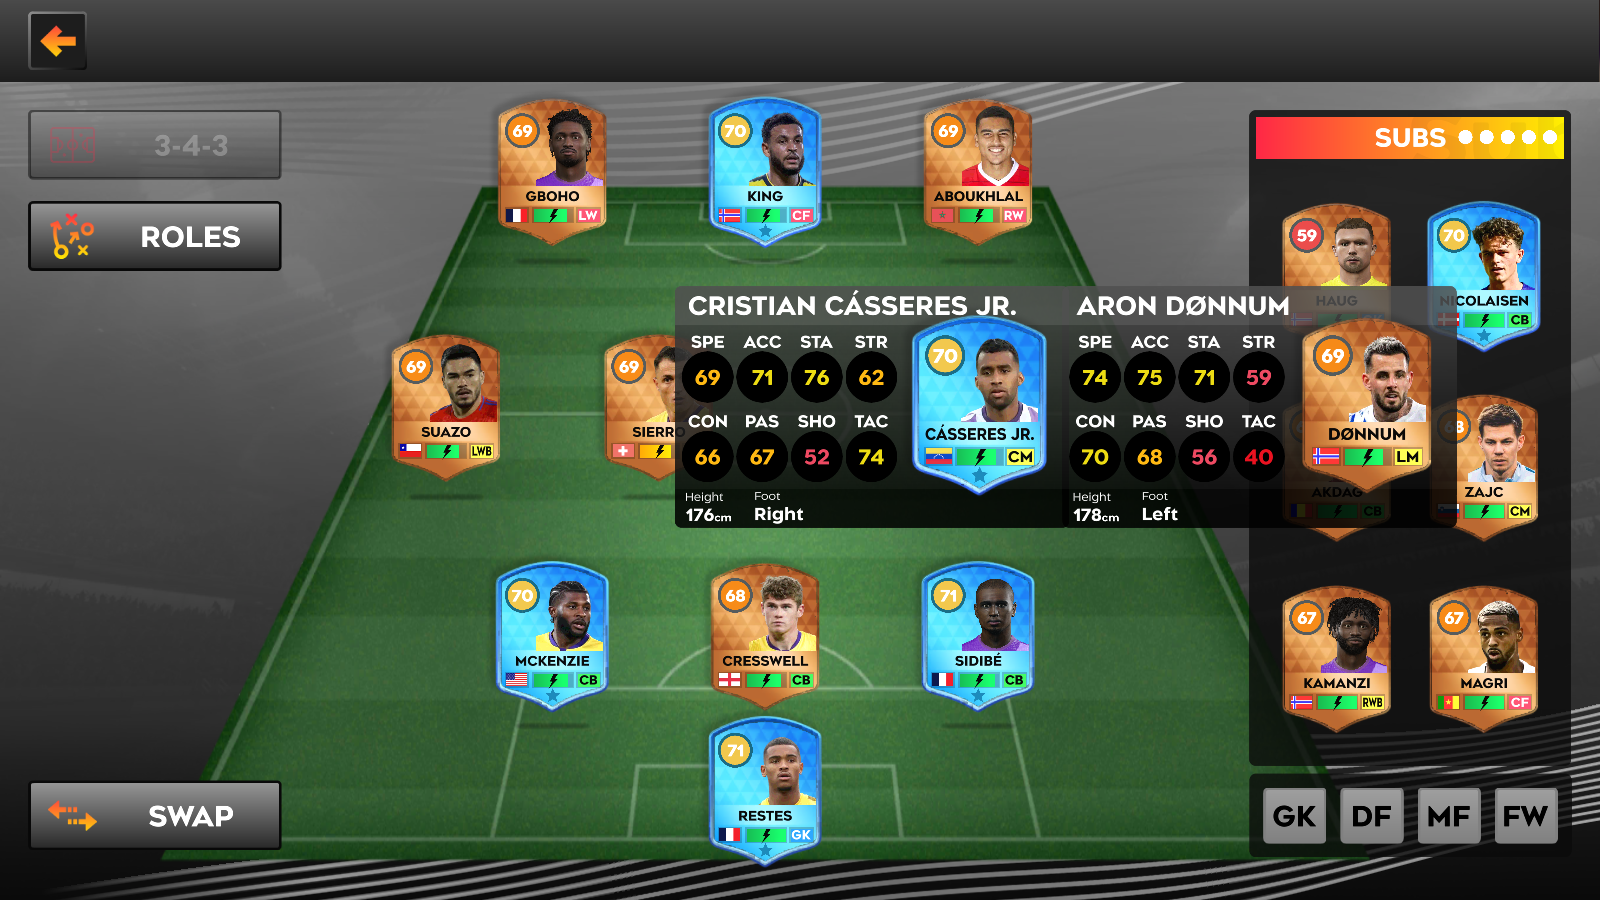 3-4-3
ROLES
SWAP
69
GBOHO
LW
70
KING
CF
69
ABOUKHLAL
RW
69
SUAZO
LWB
69
SIERRO
CRISTIAN CÁSSERES JR.
SPE ACC STA STR
69 71 76 62
CON PAS SHO TAC
66 67 52 74
Height Foot
176cm Right
70
CÁSSERES JR.
CM
ARON DØNNUM
SPE ACC STA STR
74 75 71 59
CON PAS SHO TAC
70 68 56 40
Height Foot
178cm Left
69
DØNNUM
LM
70
MCKENZIE
CB
68
CRESSWELL
CB
71
SIDIBÉ
CB
71
RESTES
GK
SUBS
59
HAUG
70
NICOLAISEN
CB
AKDAG
CB
68
ZAJC
CM
67
KAMANZI
RWB
67
MAGRI
CF
GK DF MF FW